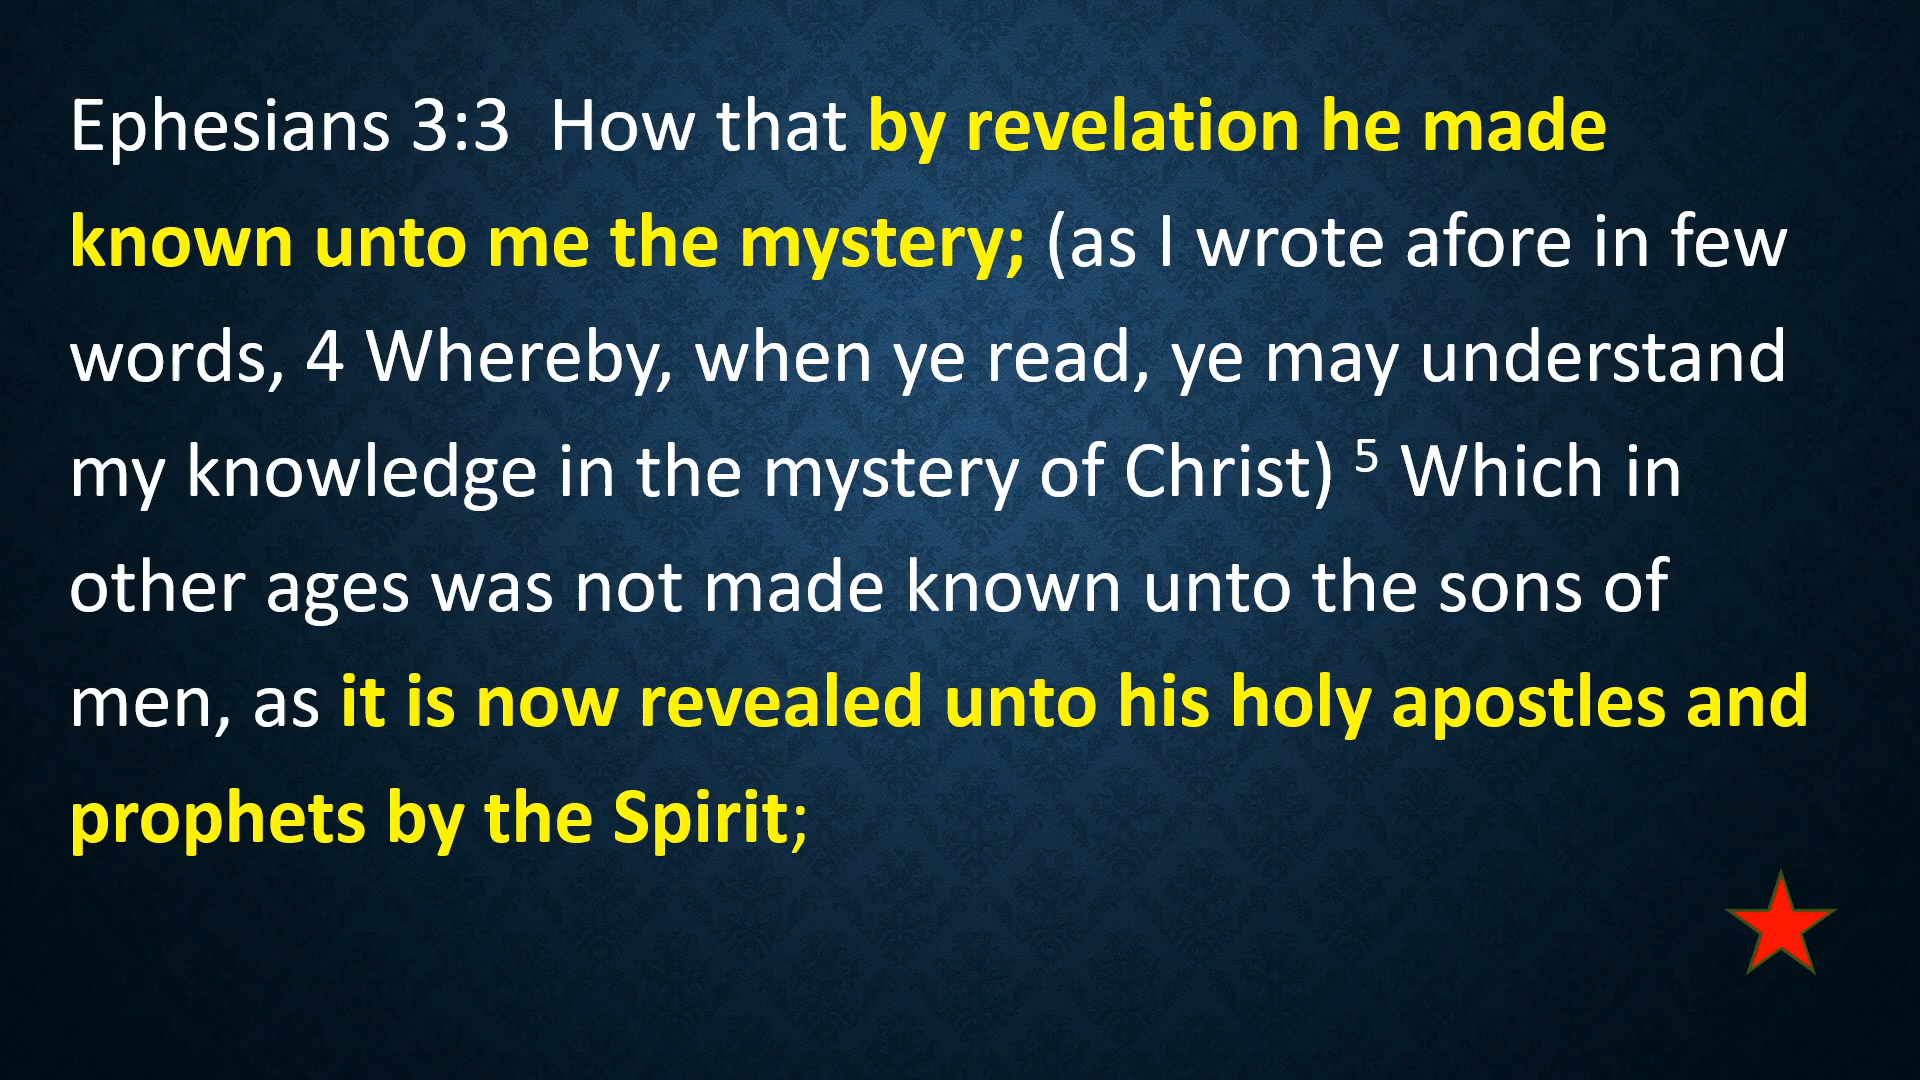 Ephesians 3:3  How that by revelation he made
known unto me the mystery; (as I wrote afore in few
words, 4 Whereby, when ye read, ye may understand
my knowledge in the mystery of Christ) ⁵ Which in
other ages was not made known unto the sons of
men, as it is now revealed unto his holy apostles and
prophets by the Spirit;